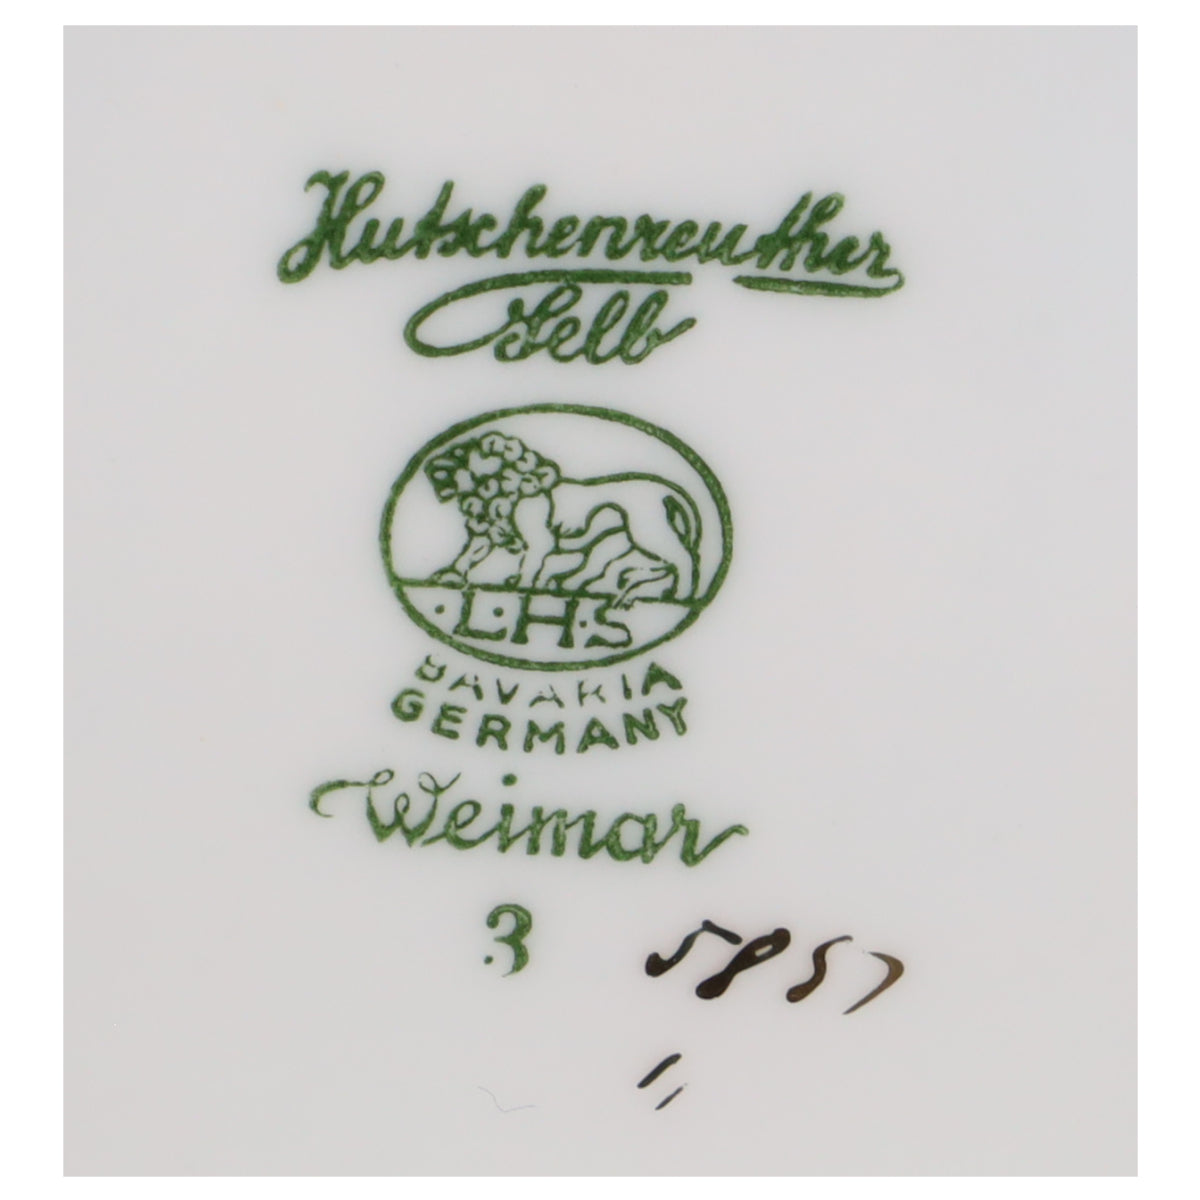 Hutschenreuther
Selb
·L·H·S
BAVARIA
GERMANY
Weimar
3
5857